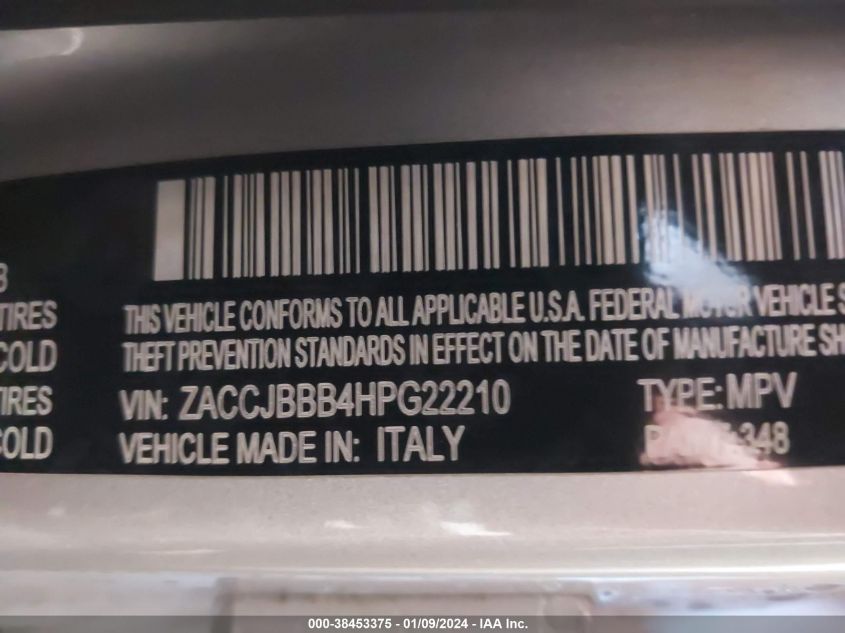 3
TIRES
THIS VEHICLE CONFORMS TO ALL APPLICABLE U.S.A. FEDERAL MOTOR VEHICLE S
COLD
THEFT PREVENTION STANDARDS IN EFFECT ON THE DATE OF MANUFACTURE SH
TIRES
VIN: ZACCJBBB4HPG22210 TYPE: MPV
COLD
VEHICLE MADE IN: ITALY 348
000-38453375 - 01/09/2024 - IAA Inc.